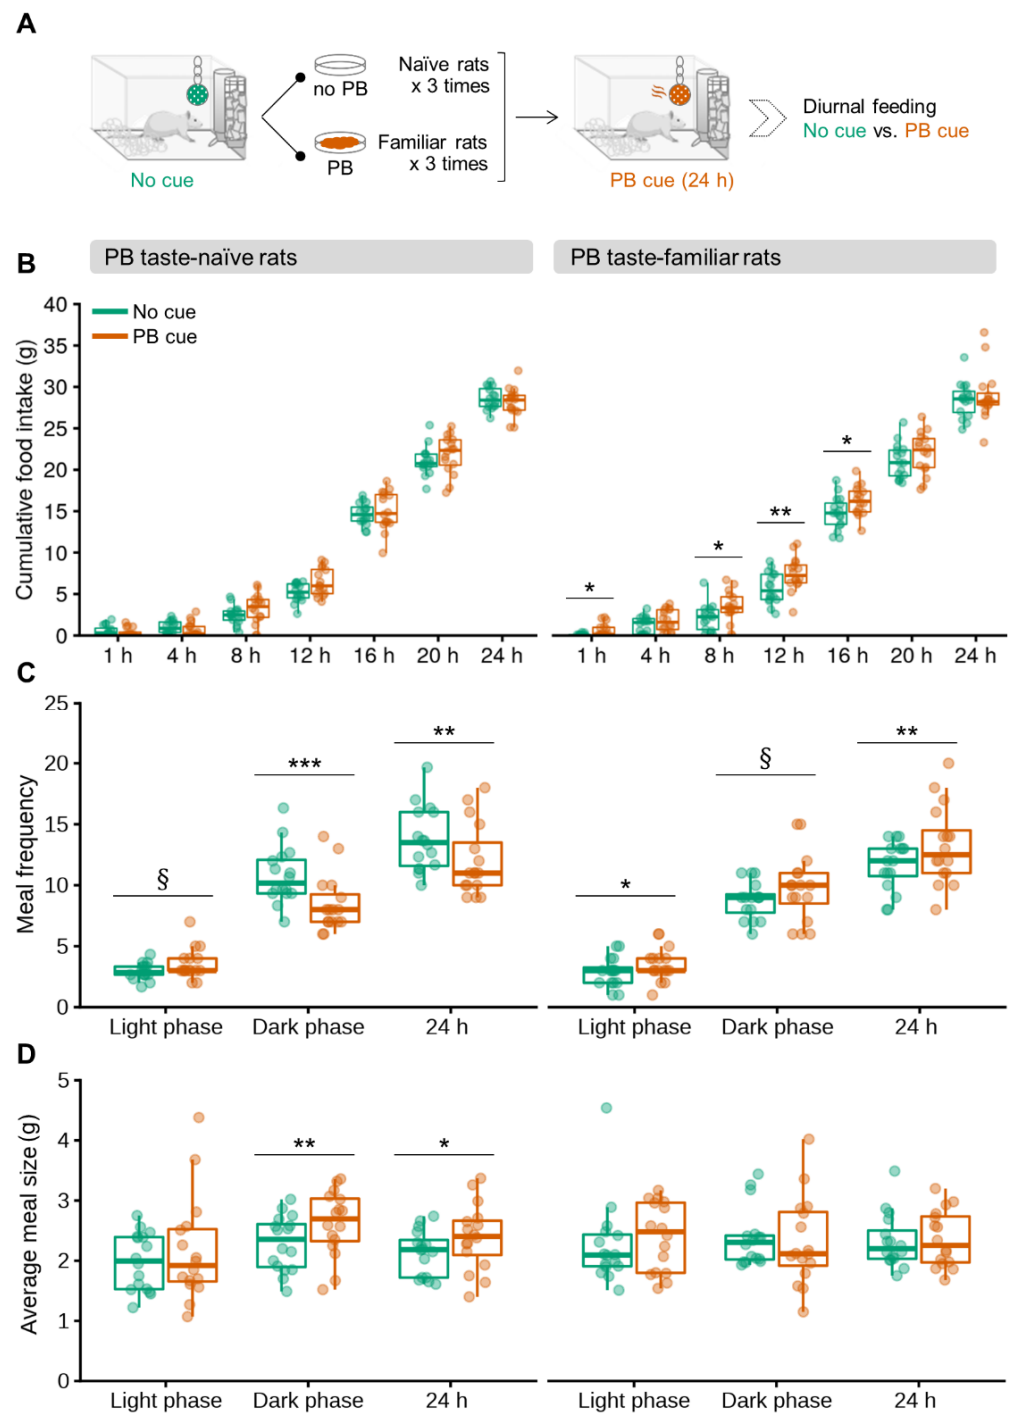 A
No cue
no PB
PB
Naïve rats
x 3 times
Familiar rats
x 3 times
PB cue (24 h)
Diurnal feeding
No cue vs. PB cue
B
PB taste-naïve rats
PB taste-familiar rats
Cumulative food intake (g)
40
35
30
25
20
15
10
5
0
No cue
PB cue
*
*
**
*
1 h
4 h
8 h
12 h
16 h
20 h
24 h
1 h
4 h
8 h
12 h
16 h
20 h
24 h
C
Meal frequency
25
20
15
10
5
0
§
***
**
*
§
**
Light phase
Dark phase
24 h
Light phase
Dark phase
24 h
D
Average meal size (g)
5
4
3
2
1
0
**
*
Light phase
Dark phase
24 h
Light phase
Dark phase
24 h